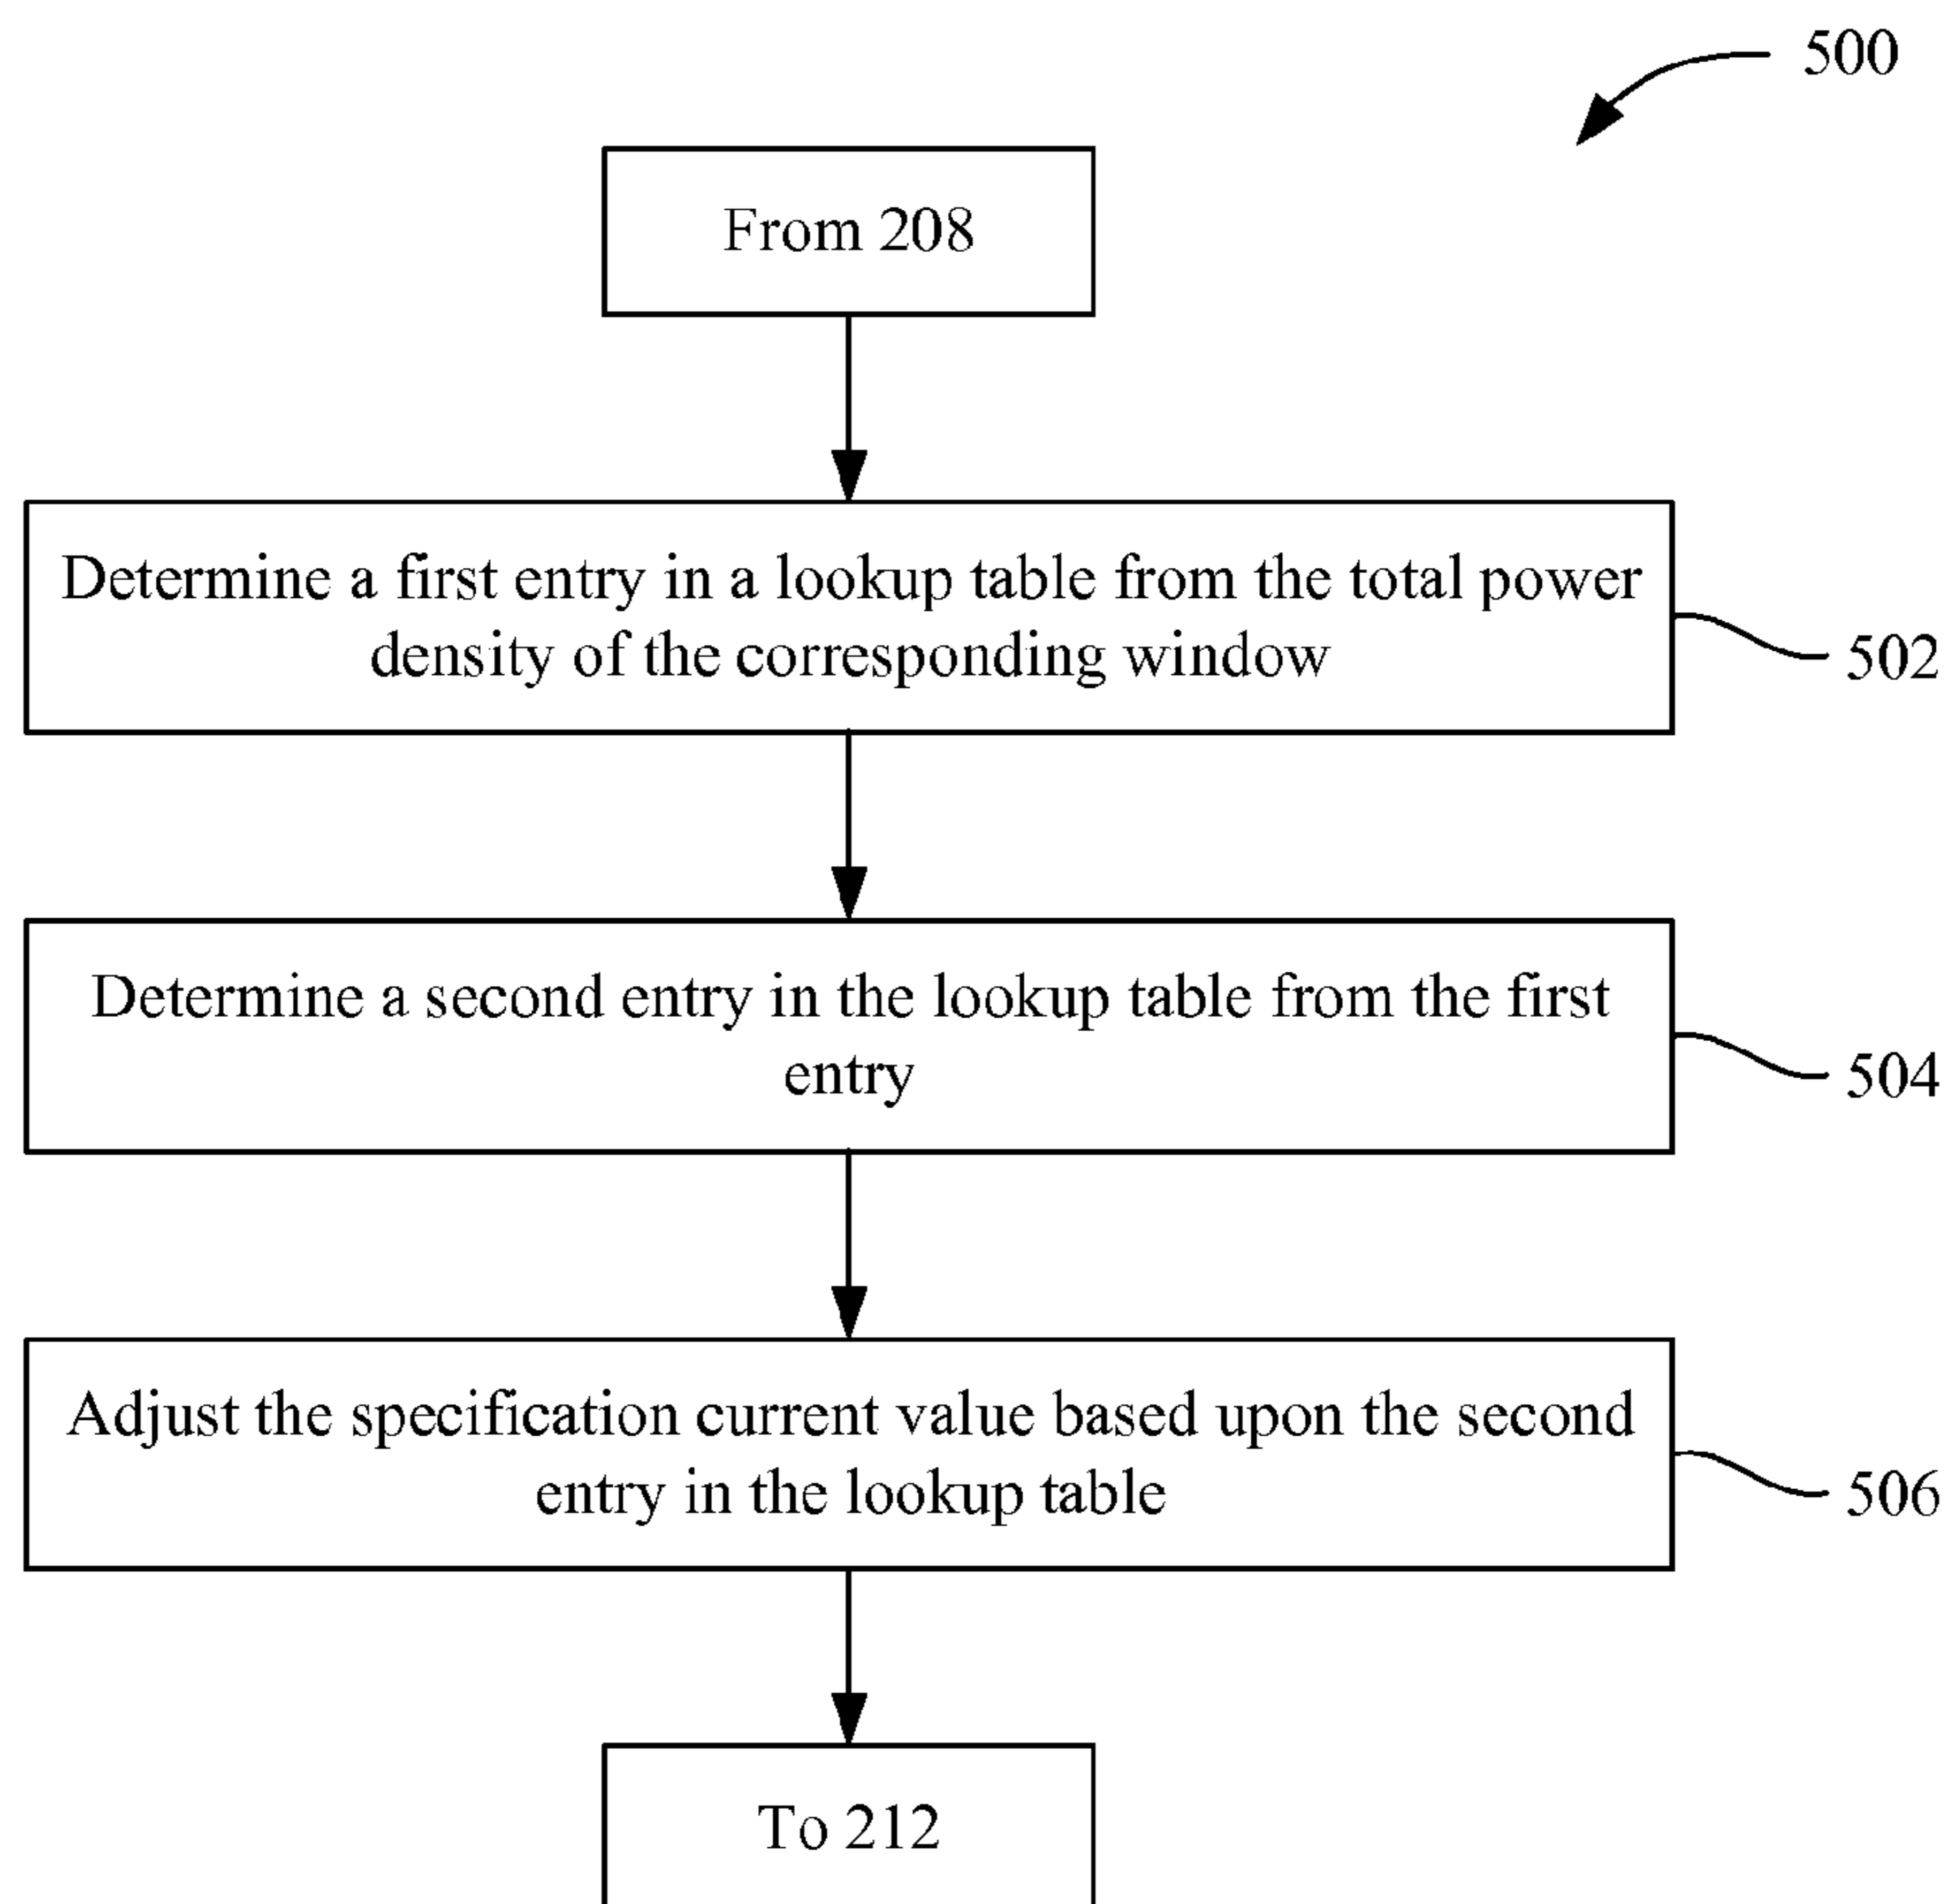 500
From 208
Determine a first entry in a lookup table from the total power
density of the corresponding window
502
Determine a second entry in the lookup table from the first
entry
504
Adjust the specification current value based upon the second
entry in the lookup table
506
To 212